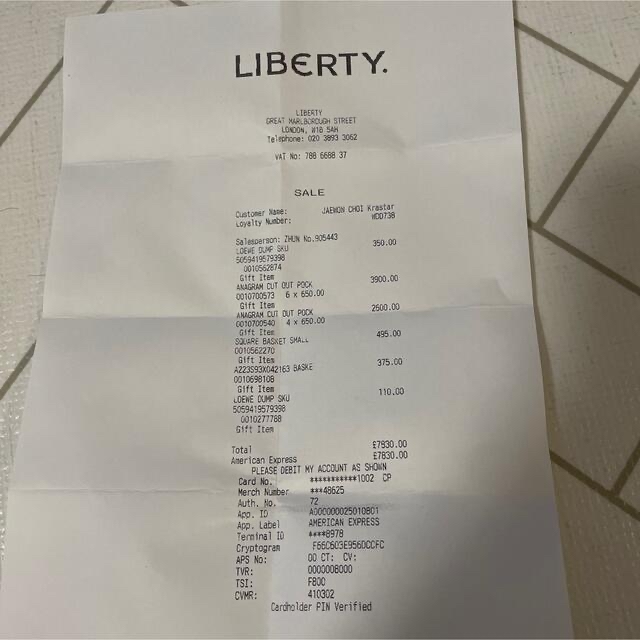 LIBERTY.
LIBERTY
GREAT MARLBOROUGH STREET
LONDON, W1B 5AH
Telephone: 020 3893 3062
VAT No: 788 6688 37
SALE
Customer Name: JAEWON CHOI Krastar
Loyalty Number: WDD738
Salesperson: ZHUN No.905443
LOEWE DUMP SKU 350.00
5059419579398
0010562874
Gift Item
ANAGRAM CUT OUT POCK 3900.00
0010700573 6 x 650.00
Gift Item
ANAGRAM CUT OUT POCK 2600.00
0010700540 4 x 650.00
Gift Item
SQUARE BASKET SMALL 495.00
0010562270
Gift Item
AZ23S93X042163 BASKE 375.00
0010698108
Gift Item
LOEWE DUMP SKU 110.00
5059419579398
0010277788
Gift Item
Total £7830.00
American Express £7830.00
PLEASE DEBIT MY ACCOUNT AS SHOWN
Card No. ***********1002 CP
Merch Number ***48625
Auth. No. 72
App. ID A000000025010801
App. Label AMERICAN EXPRESS
Terminal ID ****8978
Cryptogram F66C603E956DCCFC
APS No: 00 CT: CV:
TVR: 0000008000
TSI: F800
CVMR: 410302
Cardholder PIN Verified